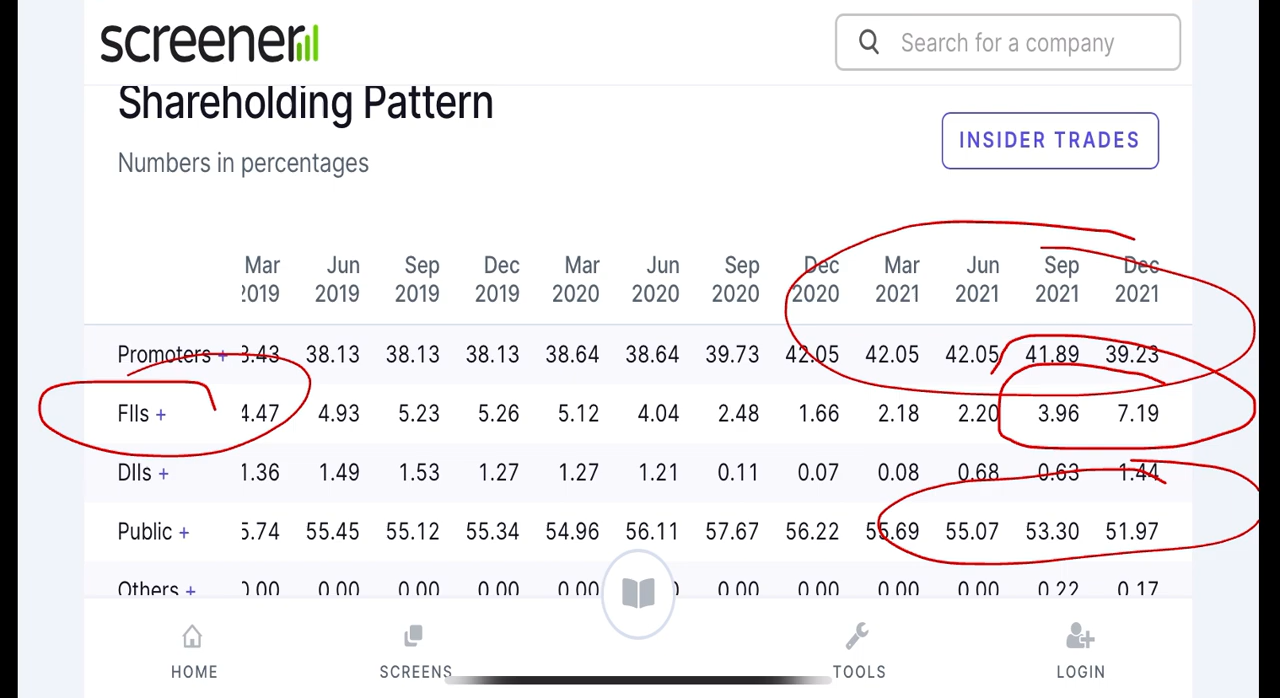 screener
Search for a company
Shareholding Pattern
INSIDER TRADES
Numbers in percentages
Mar 2019 Jun 2019 Sep 2019 Dec 2019 Mar 2020 Jun 2020 Sep 2020 Dec 2020 Mar 2021 Jun 2021 Sep 2021 Dec 2021
Promoters + 3.43 38.13 38.13 38.13 38.64 38.64 39.73 42.05 42.05 42.05 41.89 39.23
FIIs + 4.47 4.93 5.23 5.26 5.12 4.04 2.48 1.66 2.18 2.20 3.96 7.19
DIIs + 1.36 1.49 1.53 1.27 1.27 1.21 0.11 0.07 0.08 0.68 0.63 1.44
Public + 5.74 55.45 55.12 55.34 54.96 56.11 57.67 56.22 55.69 55.07 53.30 51.97
Others + 0.00 0.00 0.00 0.00 0.00 0.00 0.00 0.00 0.00 0.22 0.17
HOME SCREENS TOOLS LOGIN